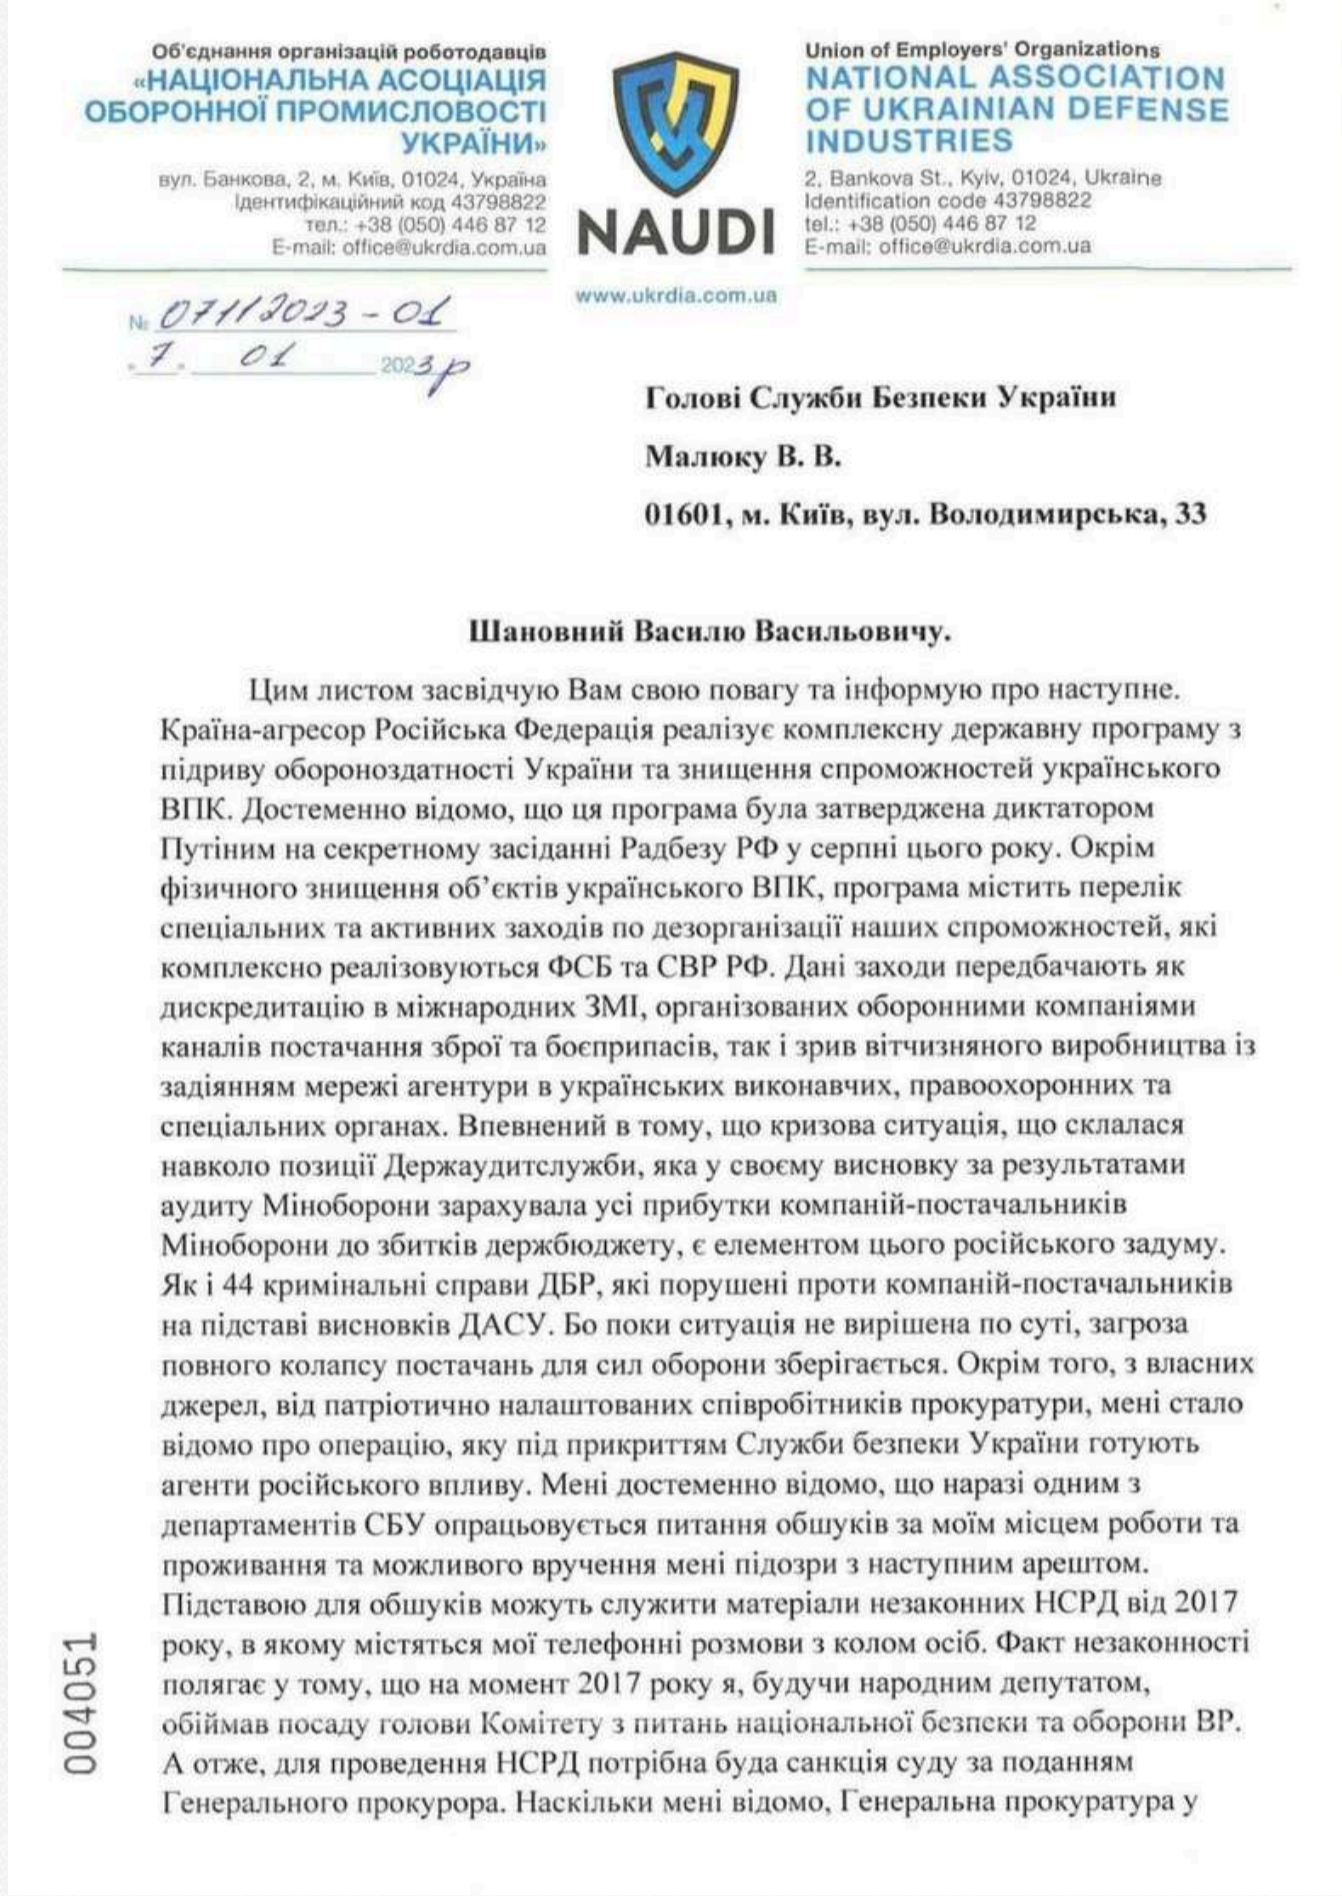 Об'єднання організацій роботодавців
«НАЦІОНАЛЬНА АСОЦІАЦІЯ
ОБОРОННОЇ ПРОМИСЛОВОСТІ
УКРАЇНИ»
вул. Банкова, 2, м. Київ, 01024, Україна
Ідентифікаційний код 43798822
тел.: +38 (050) 446 87 12
E-mail: office@ukrdia.com.ua
NAUDI
www.ukrdia.com.ua
Union of Employers' Organizations
NATIONAL ASSOCIATION
OF UKRAINIAN DEFENSE
INDUSTRIES
2, Bankova St., Kyiv, 01024, Ukraine
Identification code 43798822
tel.: +38 (050) 446 87 12
E-mail: office@ukrdia.com.ua
№ 07112023-01
"7" 01 2023р
Голові Служби Безпеки України
Малюку В. В.
01601, м. Київ, вул. Володимирська, 33
Шановний Василю Васильовичу.
Цим листом засвідчую Вам свою повагу та інформую про наступне.
Країна-агресор Російська Федерація реалізує комплексну державну програму з
підриву обороноздатності України та знищення спроможностей українського
ВПК. Достеменно відомо, що ця програма була затверджена диктатором
Путіним на секретному засіданні Радбезу РФ у серпні цього року. Окрім
фізичного знищення об’єктів українського ВПК, програма містить перелік
спеціальних та активних заходів по дезорганізації наших спроможностей, які
комплексно реалізовуються ФСБ та СВР РФ. Дані заходи передбачають як
дискредитацію в міжнародних ЗМІ, організованих оборонними компаніями
каналів постачання зброї та боєприпасів, так і зрив вітчизняного виробництва із
задіянням мережі агентури в українських виконавчих, правоохоронних та
спеціальних органах. Впевнений в тому, що кризова ситуація, що склалася
навколо позиції Держаудитслужби, яка у своєму висновку за результатами
аудиту Міноборони зарахувала усі прибутки компаній-постачальників
Міноборони до збитків держбюджету, є елементом цього російського задуму.
Як і 44 кримінальні справи ДБР, які порушені проти компаній-постачальників
на підставі висновків ДАСУ. Бо поки ситуація не вирішена по суті, загроза
повного колапсу постачань для сил оборони зберігається. Окрім того, з власних
джерел, від патріотично налаштованих співробітників прокуратури, мені стало
відомо про операцію, яку під прикриттям Служби безпеки України готують
агенти російського впливу. Мені достеменно відомо, що наразі одним з
департаментів СБУ опрацьовується питання обшуків за моїм місцем роботи та
проживання та можливого вручення мені підозри з наступним арештом.
Підставою для обшуків можуть служити матеріали незаконних НСРД від 2017
року, в якому містяться мої телефонні розмови з колом осіб. Факт незаконності
полягає у тому, що на момент 2017 року я, будучи народним депутатом,
обіймав посаду голови Комітету з питань національної безпеки та оборони ВР.
А отже, для проведення НСРД потрібна буда санкція суду за поданням
Генерального прокурора. Наскільки мені відомо, Генеральна прокуратура у
004051